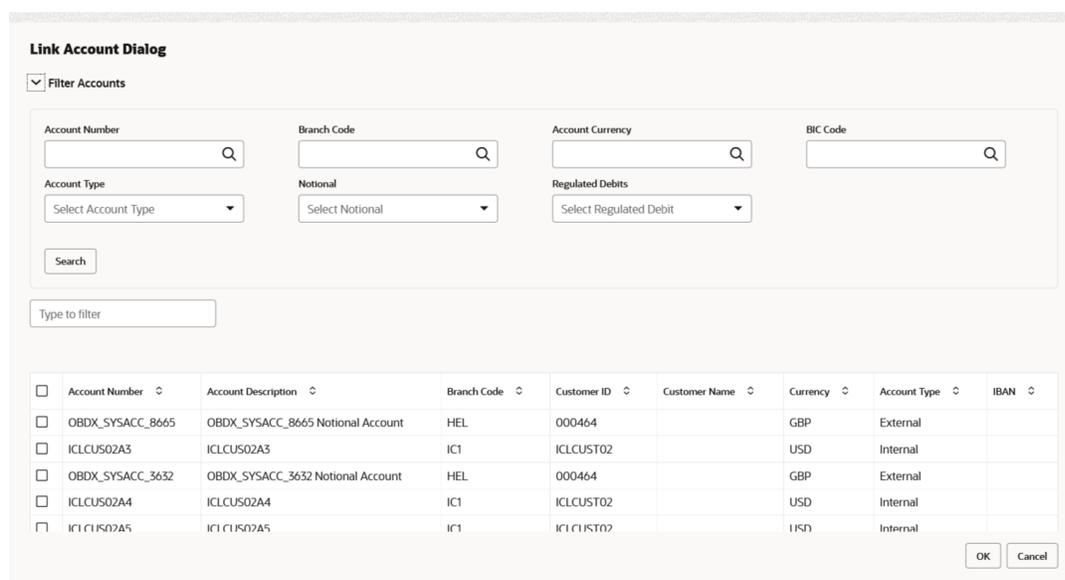 Link Account Dialog
Filter Accounts
Account Number Branch Code Account Currency BIC Code
Account Type Notional Regulated Debits
Select Account Type Select Notional Select Regulated Debit
Search
Type to filter
Account Number Account Description Branch Code Customer ID Customer Name Currency Account Type IBAN
OBDX_SYSACC_8665 OBDX_SYSACC_8665 Notional Account HEL 000464 GBP External
ICLCUS02A3 ICLCUS02A3 IC1 ICLCUST02 USD Internal
OBDX_SYSACC_3632 OBDX_SYSACC_3632 Notional Account HEL 000464 GBP External
ICLCUS02A4 ICLCUS02A4 IC1 ICLCUST02 USD Internal
ICLCUS02A5 ICLCUS02A5 IC1 ICLCUST02 USD Internal
OK Cancel